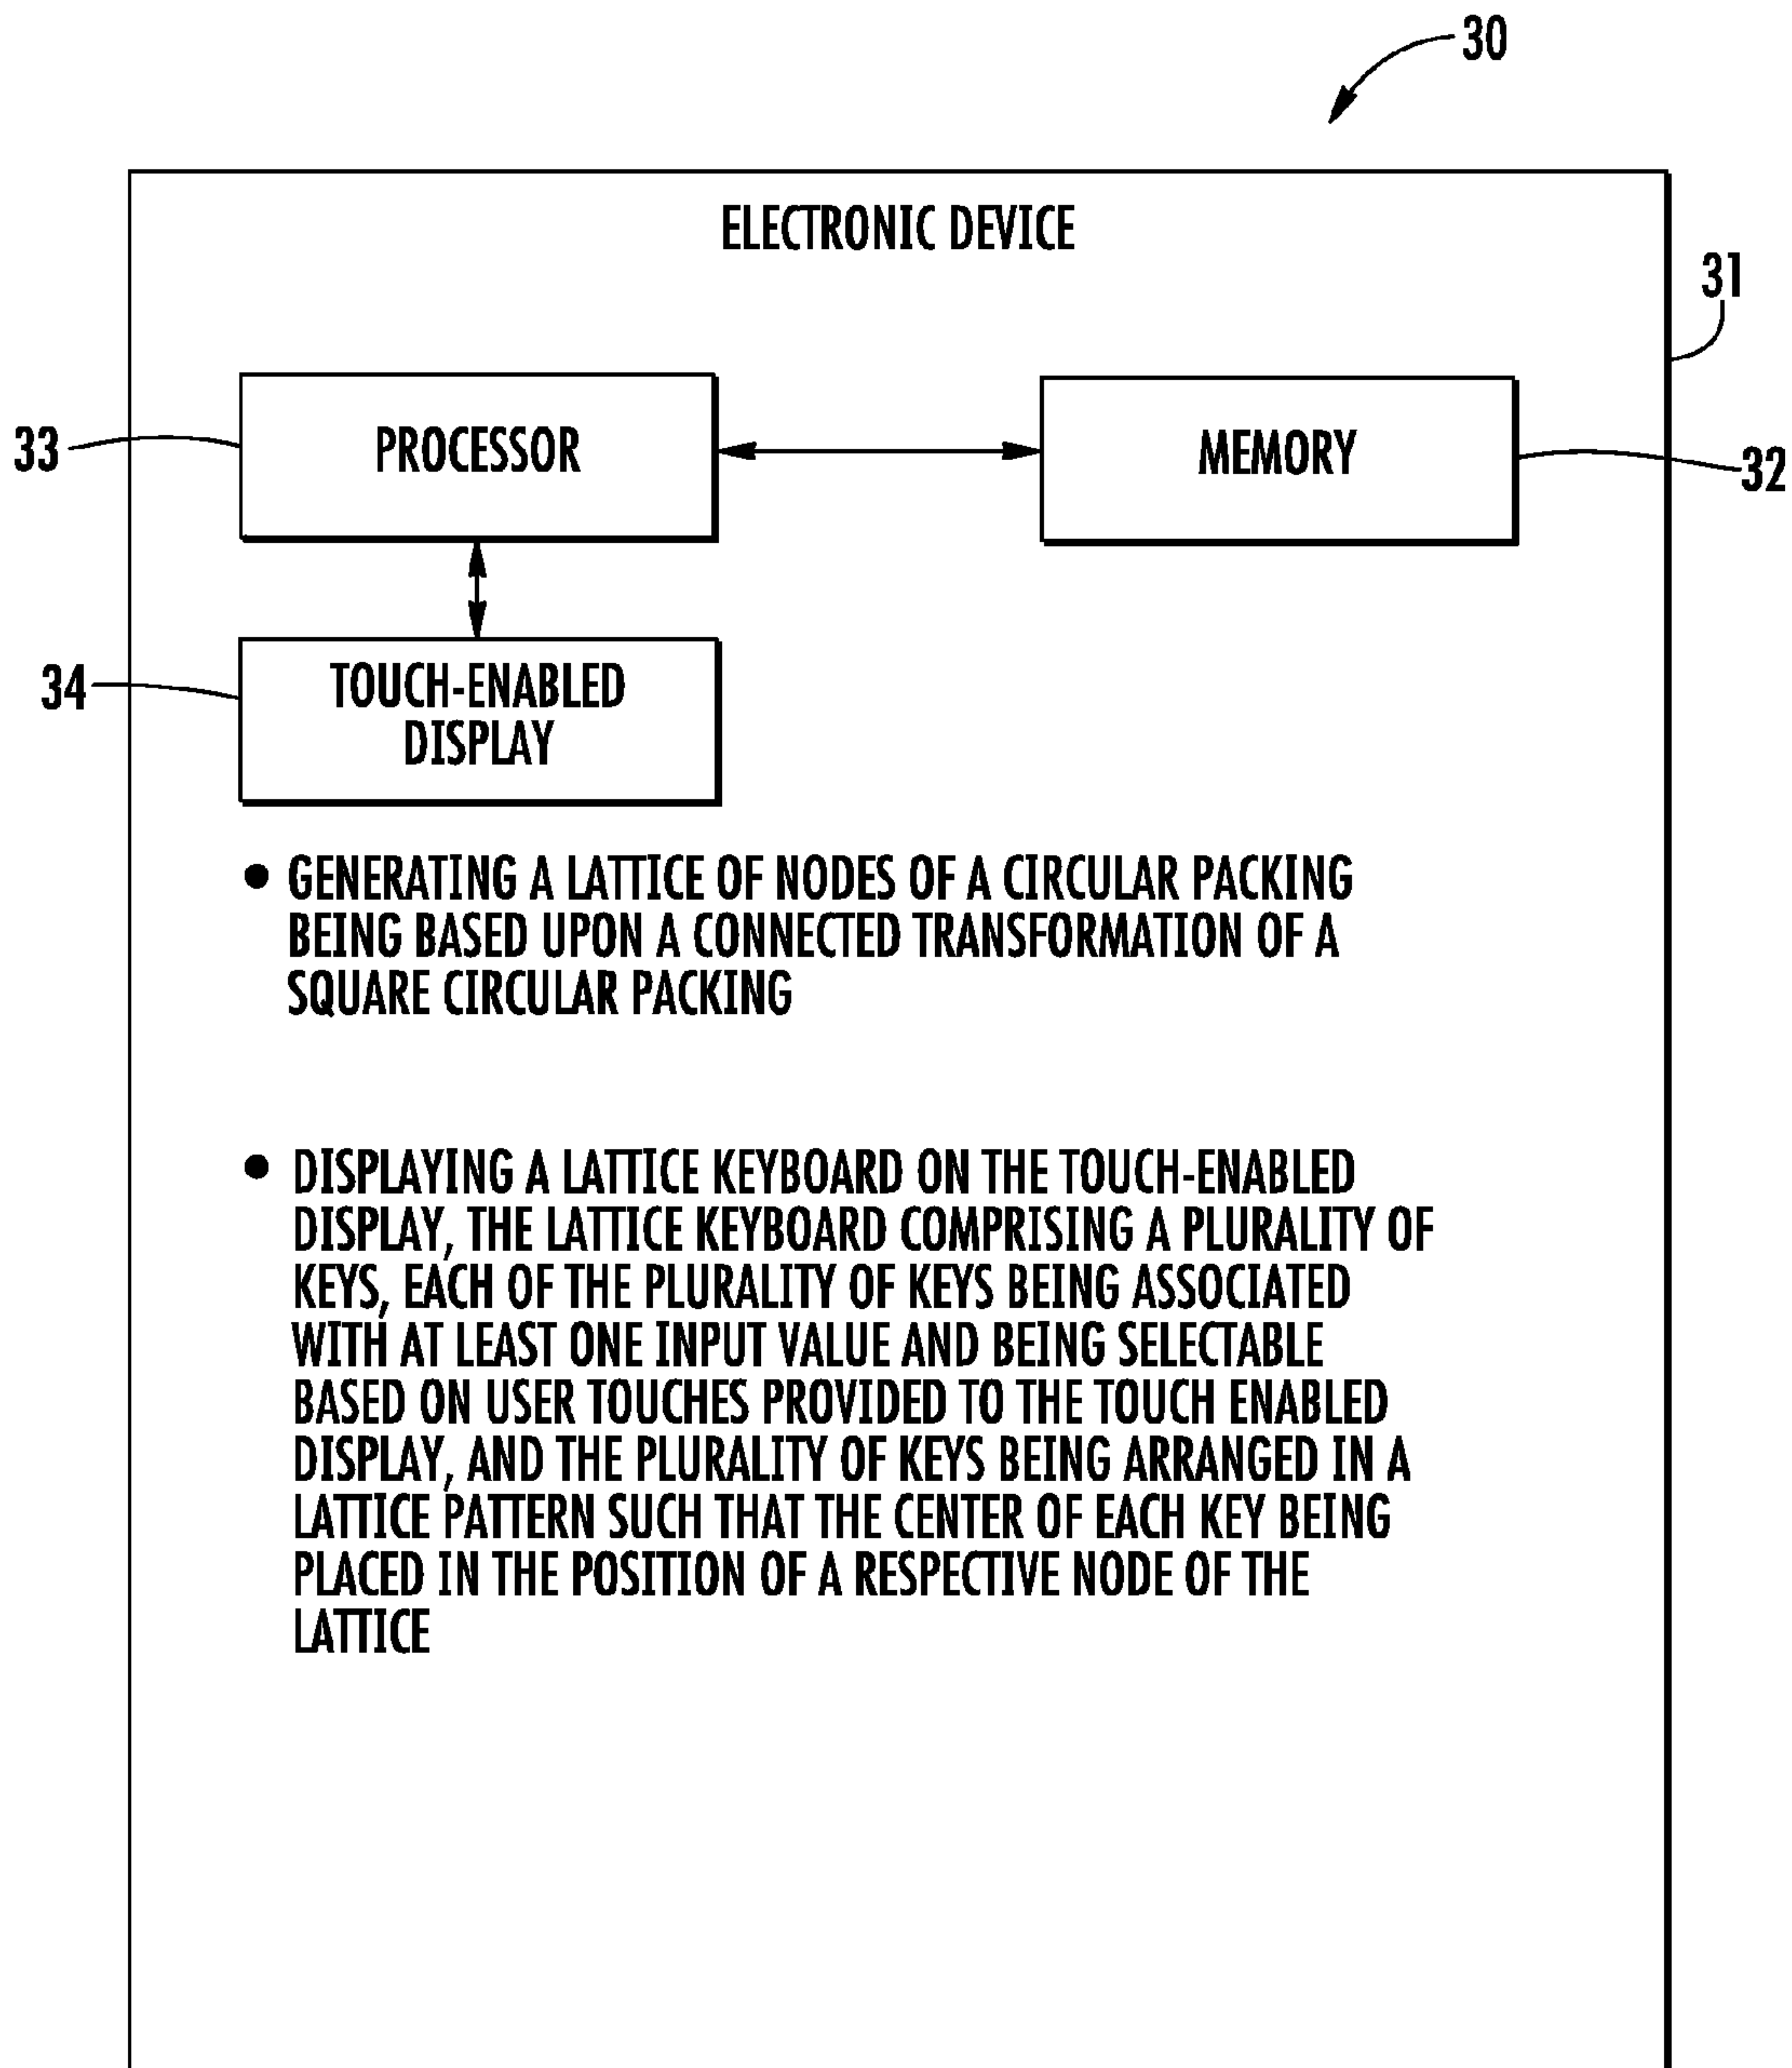 30
ELECTRONIC DEVICE
31
33
PROCESSOR
MEMORY
32
34
TOUCH-ENABLED
DISPLAY
• GENERATING A LATTICE OF NODES OF A CIRCULAR PACKING
BEING BASED UPON A CONNECTED TRANSFORMATION OF A
SQUARE CIRCULAR PACKING
• DISPLAYING A LATTICE KEYBOARD ON THE TOUCH-ENABLED
DISPLAY, THE LATTICE KEYBOARD COMPRISING A PLURALITY OF
KEYS, EACH OF THE PLURALITY OF KEYS BEING ASSOCIATED
WITH AT LEAST ONE INPUT VALUE AND BEING SELECTABLE
BASED ON USER TOUCHES PROVIDED TO THE TOUCH ENABLED
DISPLAY, AND THE PLURALITY OF KEYS BEING ARRANGED IN A
LATTICE PATTERN SUCH THAT THE CENTER OF EACH KEY BEING
PLACED IN THE POSITION OF A RESPECTIVE NODE OF THE
LATTICE